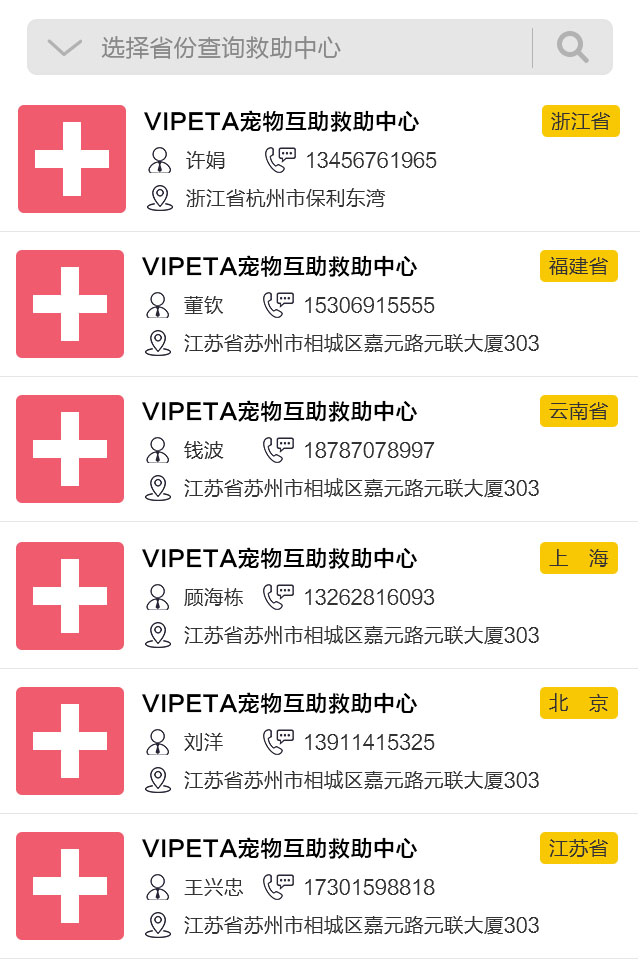 选择省份查询救助中心
VIPETA宠物互助救助中心 浙江省
许娟 13456761965
浙江省杭州市保利东湾
VIPETA宠物互助救助中心 福建省
董钦 15306915555
江苏省苏州市相城区嘉元路元联大厦303
VIPETA宠物互助救助中心 云南省
钱波 18787078997
江苏省苏州市相城区嘉元路元联大厦303
VIPETA宠物互助救助中心 上 海
顾海栋 13262816093
江苏省苏州市相城区嘉元路元联大厦303
VIPETA宠物互助救助中心 北 京
刘洋 13911415325
江苏省苏州市相城区嘉元路元联大厦303
VIPETA宠物互助救助中心 江苏省
王兴忠 17301598818
江苏省苏州市相城区嘉元路元联大厦303